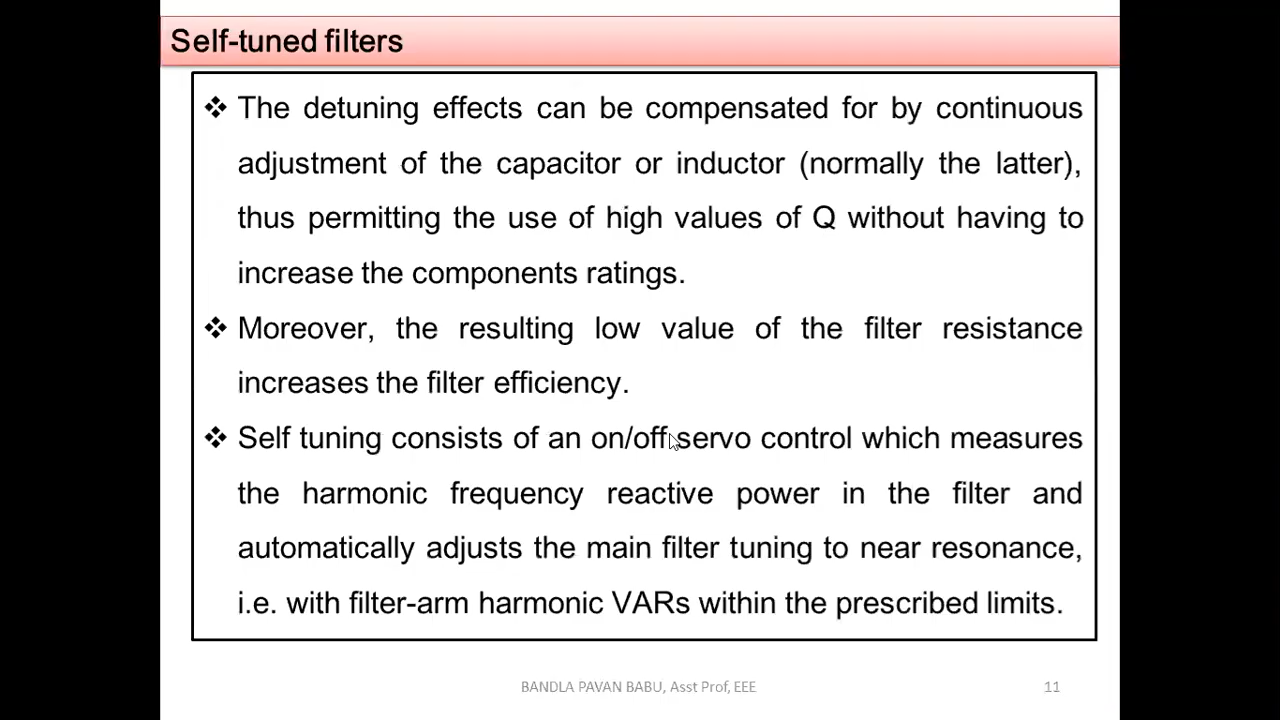 Self-tuned filters
❖ The detuning effects can be compensated for by continuous
adjustment of the capacitor or inductor (normally the latter),
thus permitting the use of high values of Q without having to
increase the components ratings.
❖ Moreover, the resulting low value of the filter resistance
increases the filter efficiency.
❖ Self tuning consists of an on/off servo control which measures
the harmonic frequency reactive power in the filter and
automatically adjusts the main filter tuning to near resonance,
i.e. with filter-arm harmonic VARs within the prescribed limits.
BANDLA PAVAN BABU, Asst Prof, EEE
11